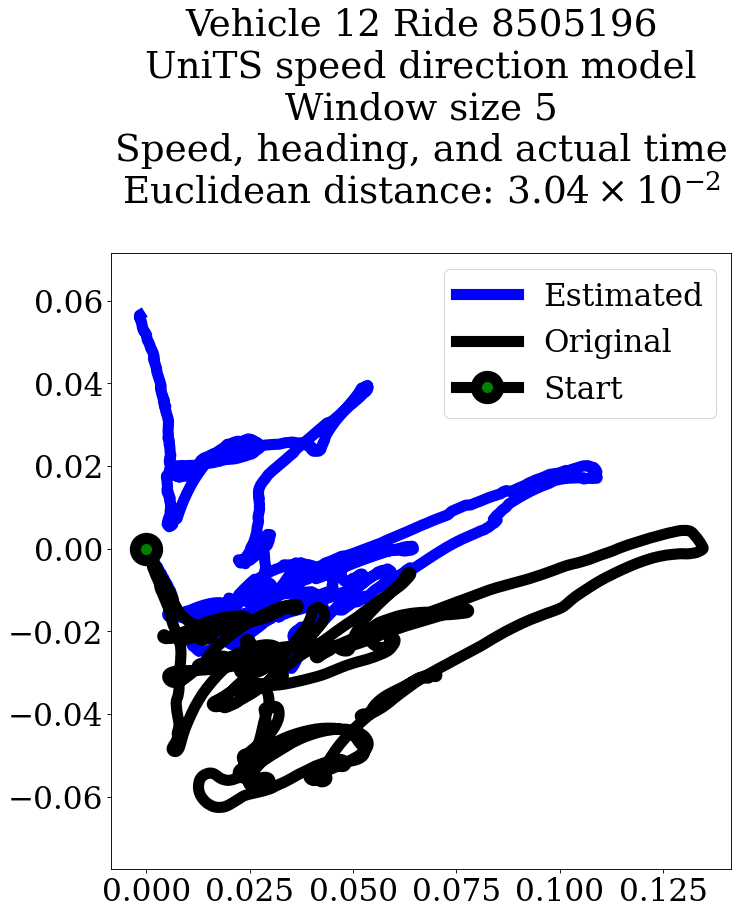 Vehicle 12 Ride 8505196
UniTS speed direction model
Window size 5
Speed, heading, and actual time
Euclidean distance: 3.04 × 10⁻²
Estimated
Original
Start
0.06
0.04
0.02
0.00
−0.02
−0.04
−0.06
0.000 0.025 0.050 0.075 0.100 0.125